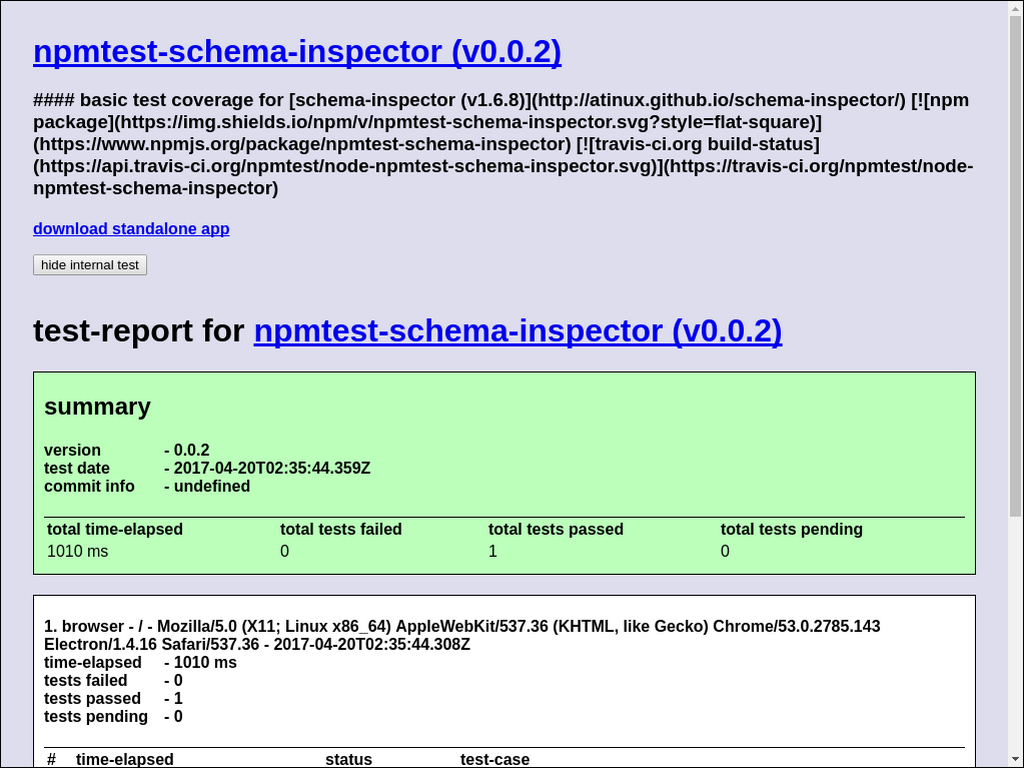 npmtest-schema-inspector (v0.0.2)
#### basic test coverage for [schema-inspector (v1.6.8)](http://atinux.github.io/schema-inspector/) [![npm
package](https://img.shields.io/npm/v/npmtest-schema-inspector.svg?style=flat-square)]
(https://www.npmjs.org/package/npmtest-schema-inspector) [![travis-ci.org build-status]
(https://api.travis-ci.org/npmtest/node-npmtest-schema-inspector.svg)](https://travis-ci.org/npmtest/node-
npmtest-schema-inspector)
download standalone app
hide internal test
test-report for npmtest-schema-inspector (v0.0.2)
summary
version - 0.0.2
test date - 2017-04-20T02:35:44.359Z
commit info - undefined
total time-elapsed total tests failed total tests passed total tests pending
1010 ms 0 1 0
1. browser - / - Mozilla/5.0 (X11; Linux x86_64) AppleWebKit/537.36 (KHTML, like Gecko) Chrome/53.0.2785.143
Electron/1.4.16 Safari/537.36 - 2017-04-20T02:35:44.308Z
time-elapsed - 1010 ms
tests failed - 0
tests passed - 1
tests pending - 0
# time-elapsed status test-case